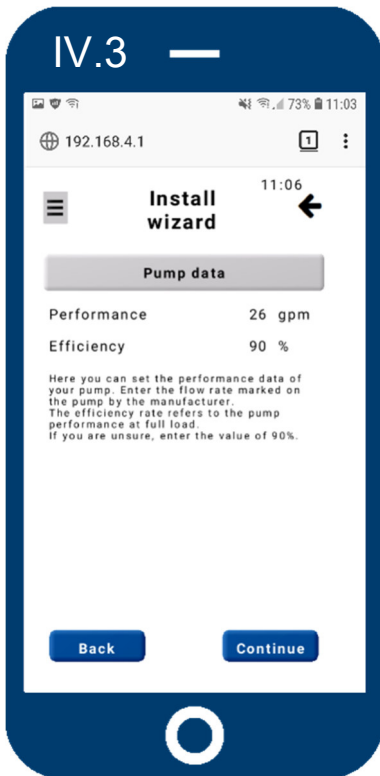 IV.3
73% 11:03
192.168.4.1 1
11:06
Install
wizard
Pump data
Performance 26 gpm
Efficiency 90 %
Here you can set the performance data of
your pump. Enter the flow rate marked on
the pump by the manufacturer.
The efficiency rate refers to the pump
performance at full load.
If you are unsure, enter the value of 90%.
Back Continue